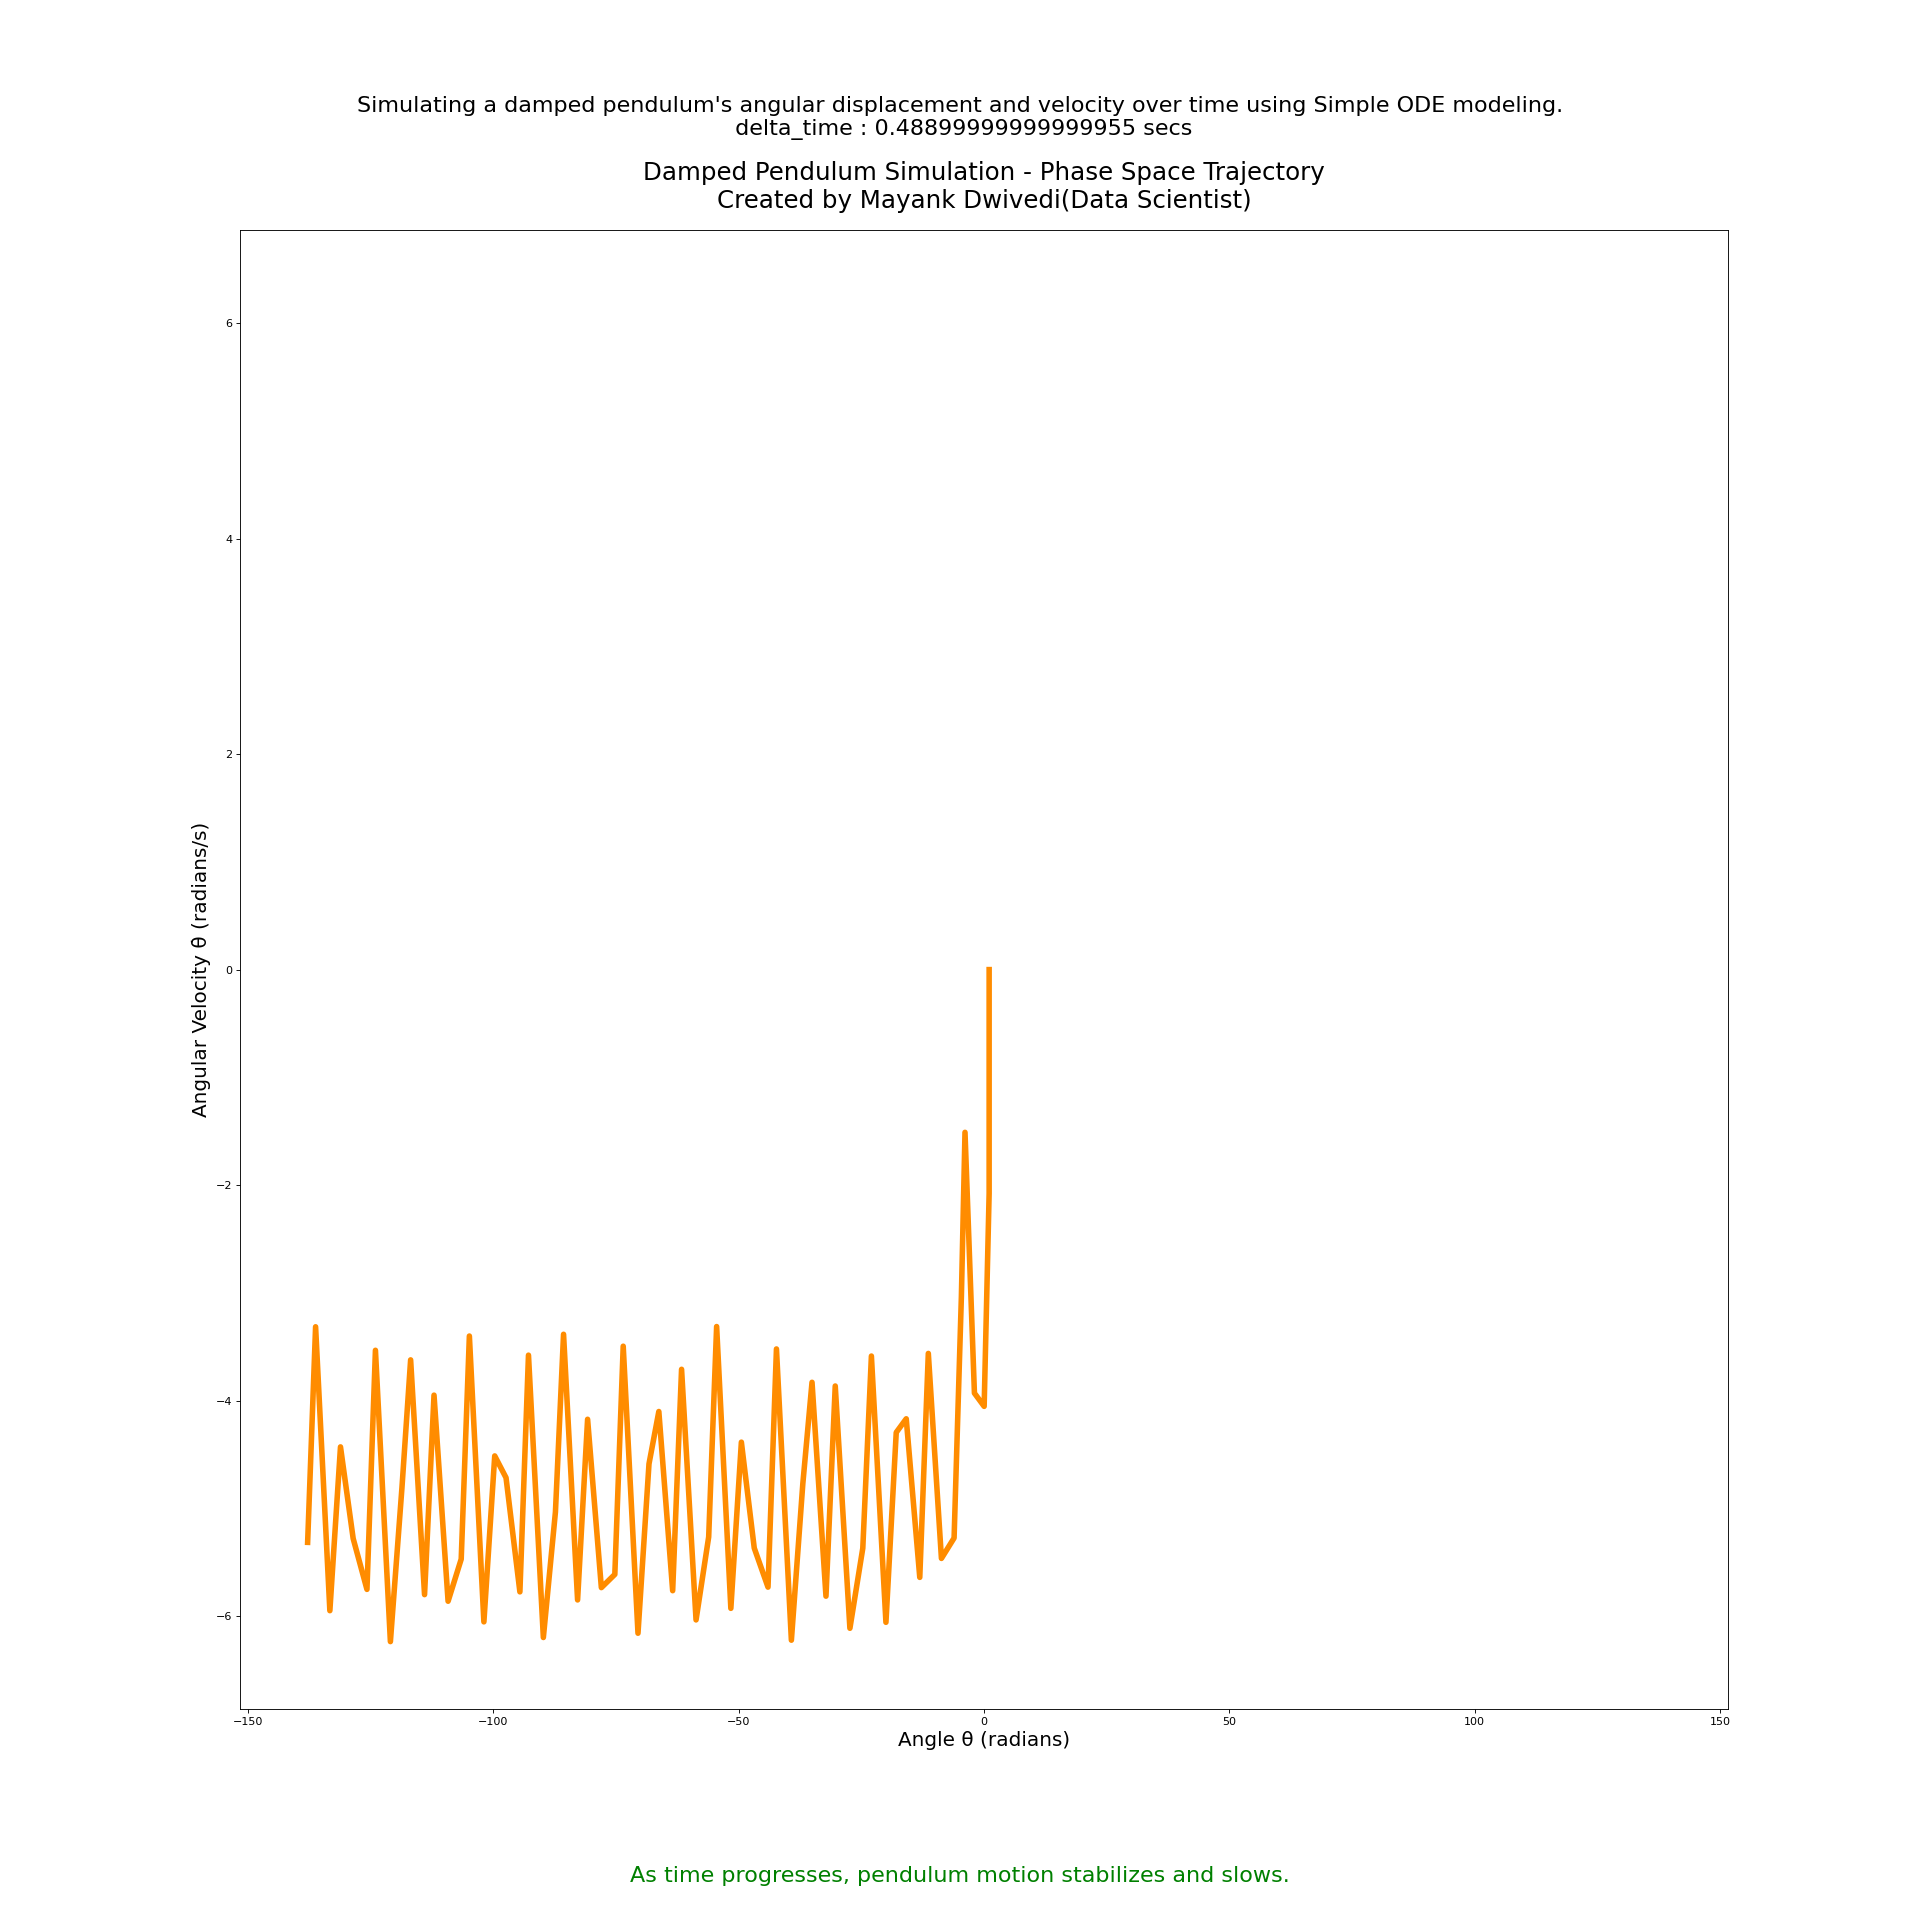 Simulating a damped pendulum's angular displacement and velocity over time using Simple ODE modeling.
delta_time : 0.48899999999999955 secs
Damped Pendulum Simulation - Phase Space Trajectory
Created by Mayank Dwivedi(Data Scientist)
Angular Velocity θ̇ (radians/s)
6
4
2
0
−2
−4
−6
−150
−100
−50
0
50
100
150
Angle θ (radians)
As time progresses, pendulum motion stabilizes and slows.